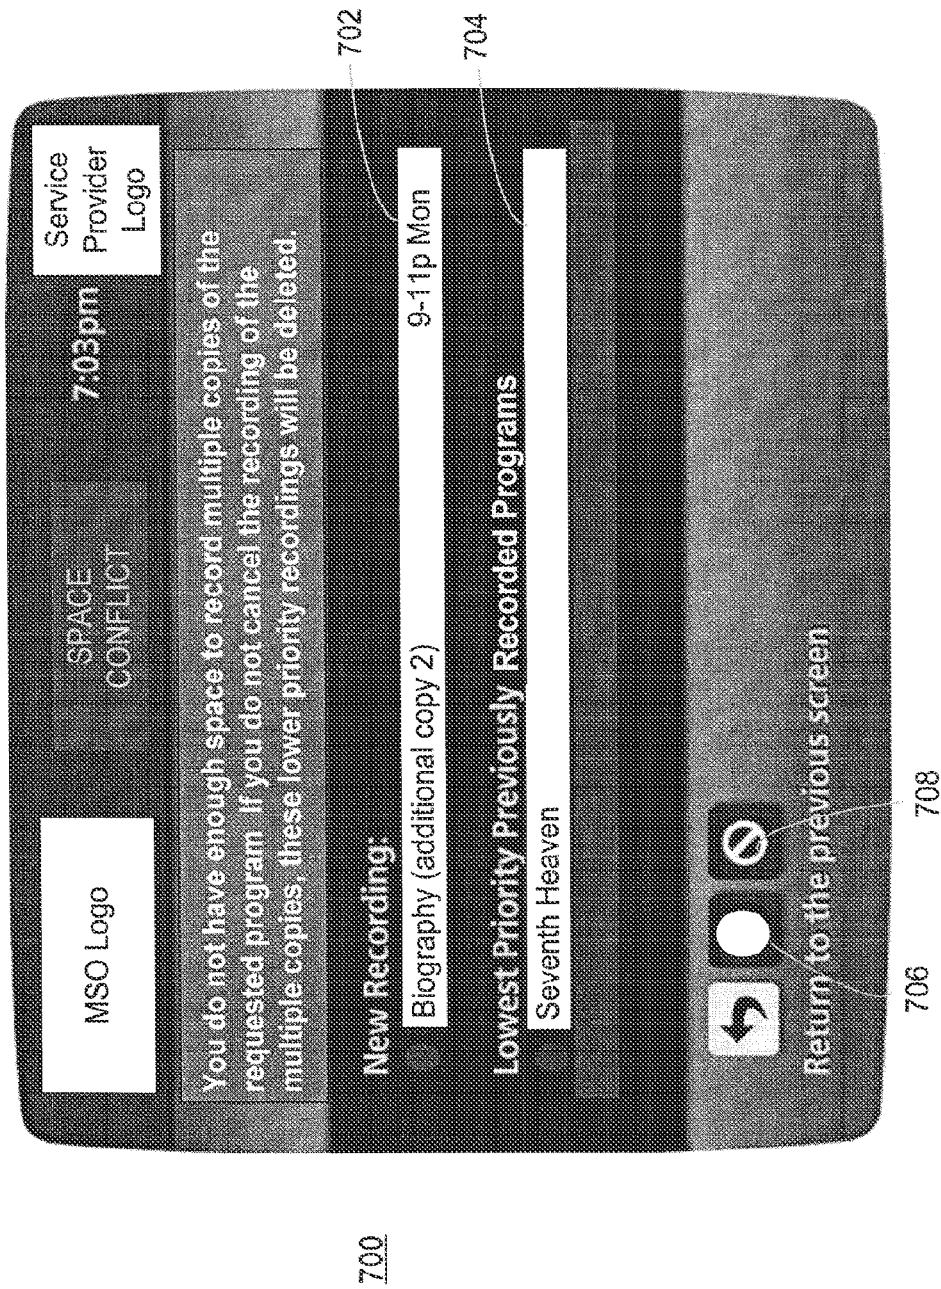 700
MSO Logo
SPACE
CONFLICT
7:03pm
Service
Provider
Logo
You do not have enough space to record multiple copies of the
requested program If you do not cancel the recording of the
multiple copies, these lower priority recordings will be deleted.
New Recording:
Biography (additional copy 2) 9-11p Mon
702
Lowest Priority Previously Recorded Programs
704
Seventh Heaven
Return to the previous screen
706
708